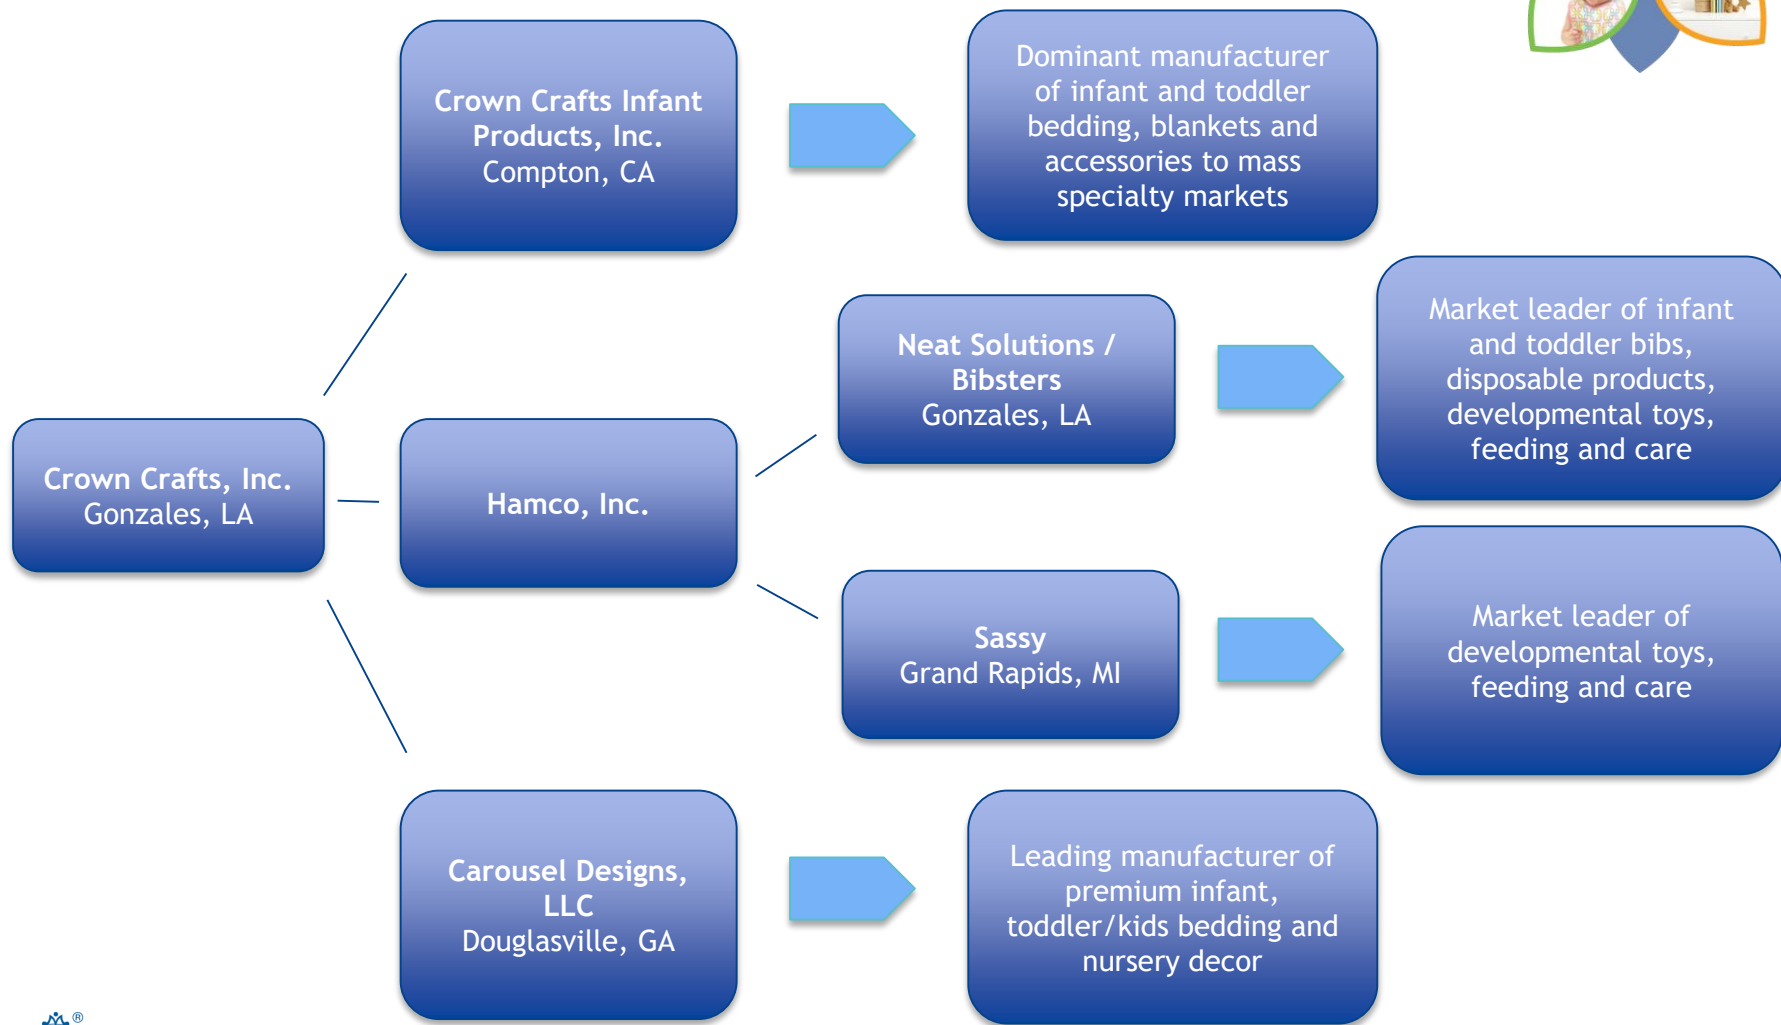 Crown Crafts Infant
Products, Inc.
Compton, CA
Dominant manufacturer
of infant and toddler
bedding, blankets and
accessories to mass
specialty markets
Neat Solutions /
Bibsters
Gonzales, LA
Market leader of infant
and toddler bibs,
disposable products,
developmental toys,
feeding and care
Crown Crafts, Inc.
Gonzales, LA
Hamco, Inc.
Sassy
Grand Rapids, MI
Market leader of
developmental toys,
feeding and care
Carousel Designs,
LLC
Douglasville, GA
Leading manufacturer of
premium infant,
toddler/kids bedding and
nursery decor
®